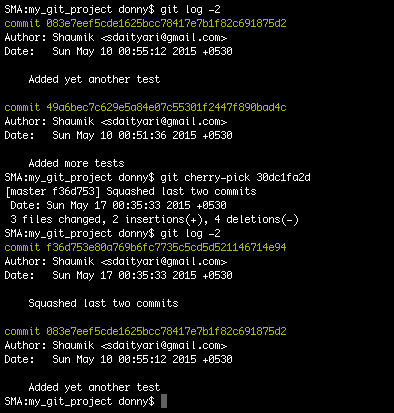 SMA:my_git_project donny$ git log -2
commit 083e7eef5cde1625bcc78417e7b1f82c691875d2
Author: Shaumik <sdaityari@gmail.com>
Date:   Sun May 10 00:55:12 2015 +0530

    Added yet another test

commit 49a6bec7c629e5a84e07c55301f2447f890bad4c
Author: Shaumik <sdaityari@gmail.com>
Date:   Sun May 10 00:51:36 2015 +0530

    Added more tests
SMA:my_git_project donny$ git cherry-pick 30dc1fa2d
[master f36d753] Squashed last two commits
 Date: Sun May 17 00:35:33 2015 +0530
 3 files changed, 2 insertions(+), 4 deletions(-)
SMA:my_git_project donny$ git log -2
commit f36d753e80a769b6fc7735c5cd5d521146714e94
Author: Shaumik <sdaityari@gmail.com>
Date:   Sun May 17 00:35:33 2015 +0530

    Squashed last two commits

commit 083e7eef5cde1625bcc78417e7b1f82c691875d2
Author: Shaumik <sdaityari@gmail.com>
Date:   Sun May 10 00:55:12 2015 +0530

    Added yet another test
SMA:my_git_project donny$